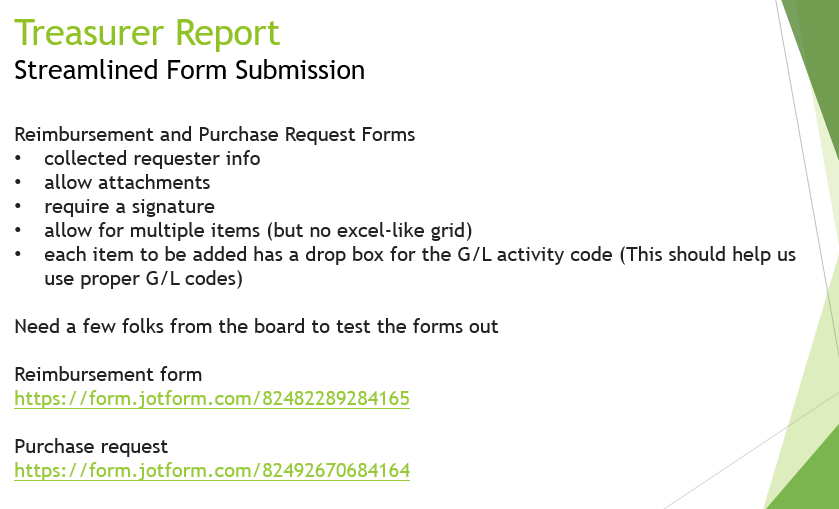 Treasurer Report
Streamlined Form Submission
Reimbursement and Purchase Request Forms
• collected requester info
• allow attachments
• require a signature
• allow for multiple items (but no excel-like grid)
• each item to be added has a drop box for the G/L activity code (This should help us
use proper G/L codes)
Need a few folks from the board to test the forms out
Reimbursement form
https://form.jotform.com/82482289284165
Purchase request
https://form.jotform.com/82492670684164